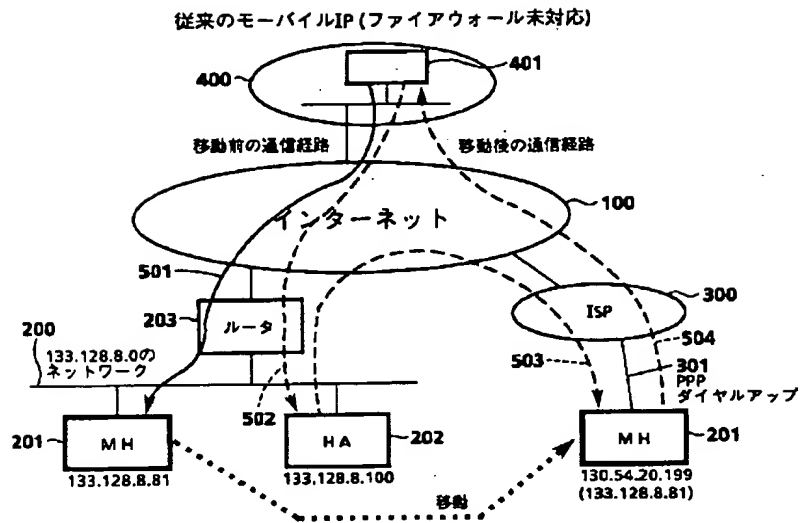 従来のモーバイルIP (ファイアウォール未対応)
400
401
移動前の通信経路
移動後の通信経路
インターネット
100
501
203
ルータ
ISP
300
200
133.128.8.0の
ネットワーク
502
503
504
301
PPP
ダイヤルアップ
201
MH
HA
202
MH
201
133.128.8.81
133.128.8.100
130.54.20.199
(133.128.8.81)
移動